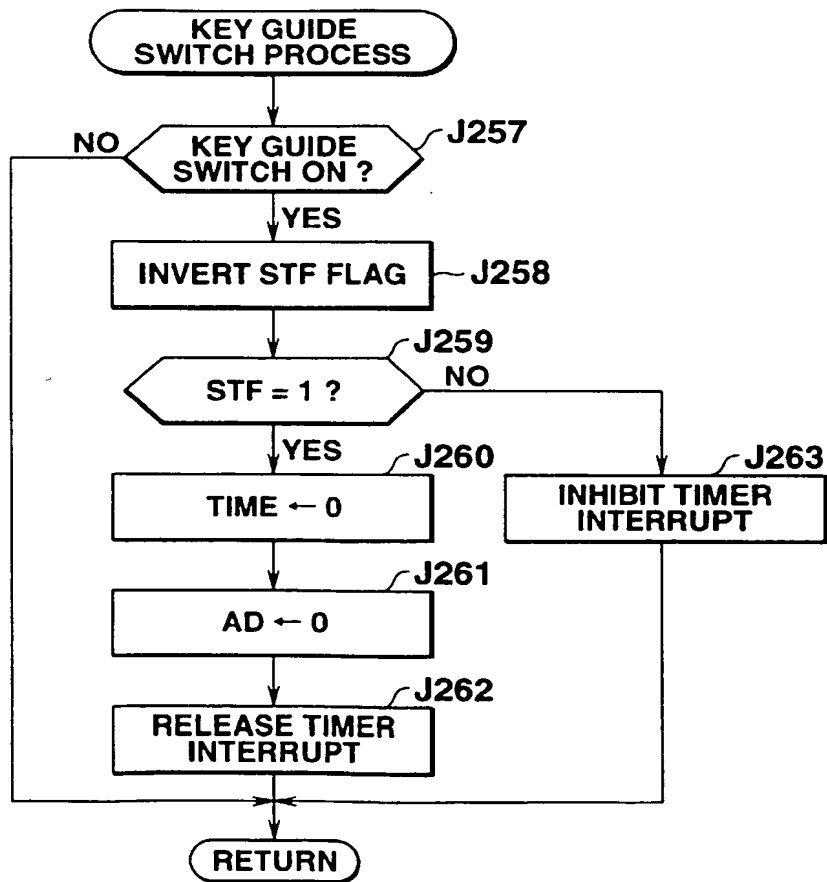 KEY GUIDE
SWITCH PROCESS
J257
NO
KEY GUIDE
SWITCH ON ?
YES
INVERT STF FLAG
J258
J259
STF = 1 ?
NO
YES
J260
TIME ← 0
J263
INHIBIT TIMER
INTERRUPT
J261
AD ← 0
J262
RELEASE TIMER
INTERRUPT
RETURN